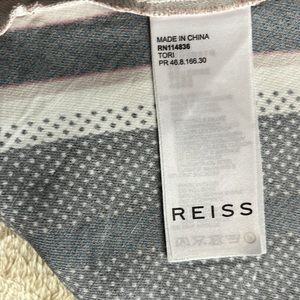 MADE IN CHINA
RN114836
TORI
PR 46.8.166.30
REISS